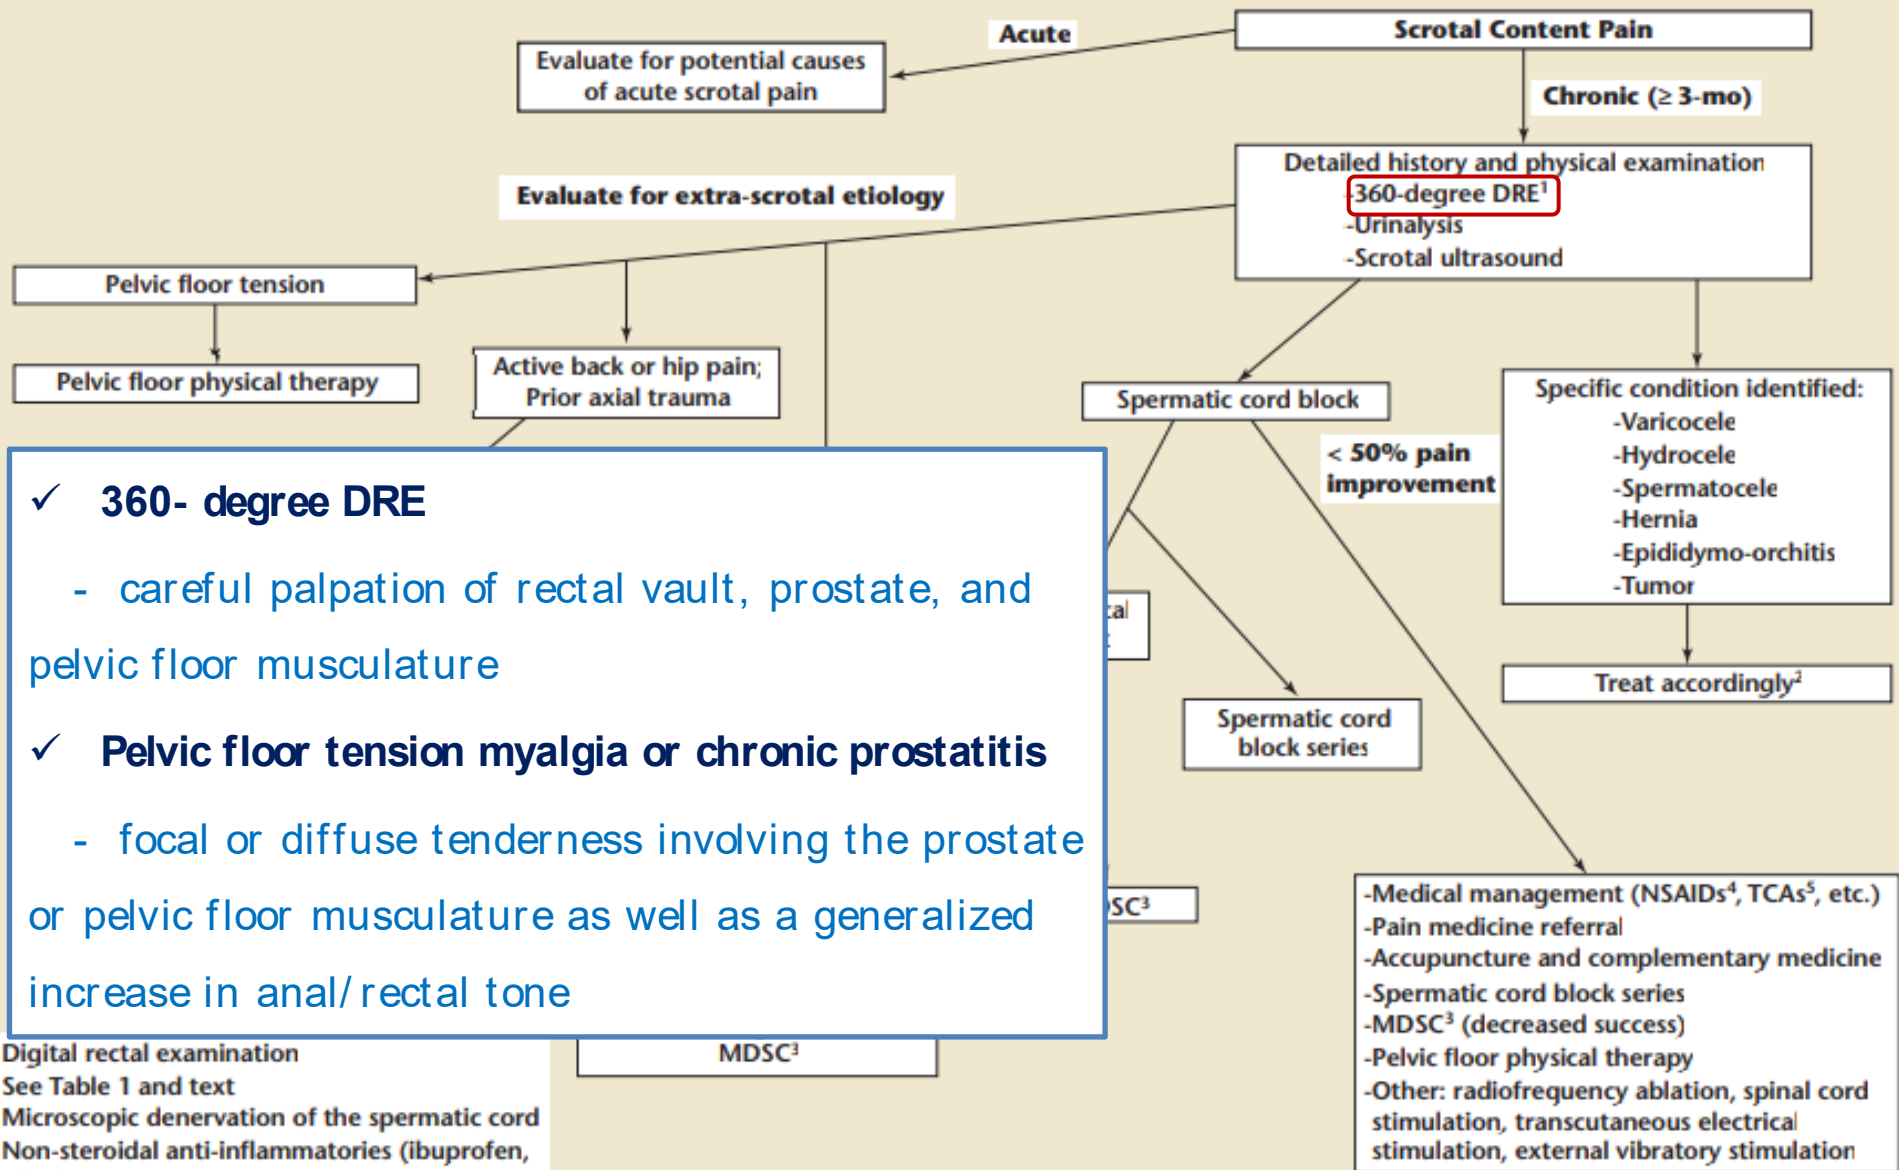 Scrotal Content Pain
Acute
Evaluate for potential causes
of acute scrotal pain
Chronic (≥ 3-mo)
Detailed history and physical examination
-360-degree DRE¹
-Urinalysis
-Scrotal ultrasound
Evaluate for extra-scrotal etiology
Pelvic floor tension
Pelvic floor physical therapy
Active back or hip pain;
Prior axial trauma
Spermatic cord block
< 50% pain
improvement
Specific condition identified:
-Varicocele
-Hydrocele
-Spermatocele
-Hernia
-Epididymo-orchitis
-Tumor
Treat accordingly²
✓ 360- degree DRE
- careful palpation of rectal vault, prostate, and
pelvic floor musculature
✓ Pelvic floor tension myalgia or chronic prostatitis
- focal or diffuse tenderness involving the prostate
or pelvic floor musculature as well as a generalized
increase in anal/ rectal tone
Spermatic cord
block series
SC³
MDSC³
-Medical management (NSAIDs⁴, TCAs⁵, etc.)
-Pain medicine referral
-Accupuncture and complementary medicine
-Spermatic cord block series
-MDSC³ (decreased success)
-Pelvic floor physical therapy
-Other: radiofrequency ablation, spinal cord
stimulation, transcutaneous electrical
stimulation, external vibratory stimulation
Digital rectal examination
See Table 1 and text
Microscopic denervation of the spermatic cord
Non-steroidal anti-inflammatories (ibuprofen,